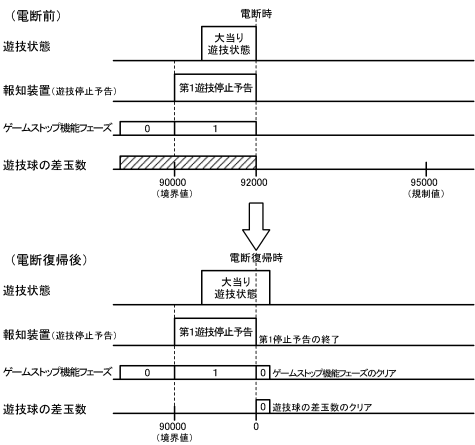 (電断前)
電断時
遊技状態
大当り
遊技状態
報知装置(遊技停止予告)
第1遊技停止予告
ゲームストップ機能フェーズ
0
1
遊技球の差玉数
90000
(境界値)
92000
95000
(規制値)
(電断復帰後)
電断復帰時
遊技状態
大当り
遊技状態
報知装置(遊技停止予告)
第1遊技停止予告
第1停止予告の終了
ゲームストップ機能フェーズ
0
1
0
ゲームストップ機能フェーズのクリア
遊技球の差玉数
0
遊技球の差玉数のクリア
90000
(境界値)
0